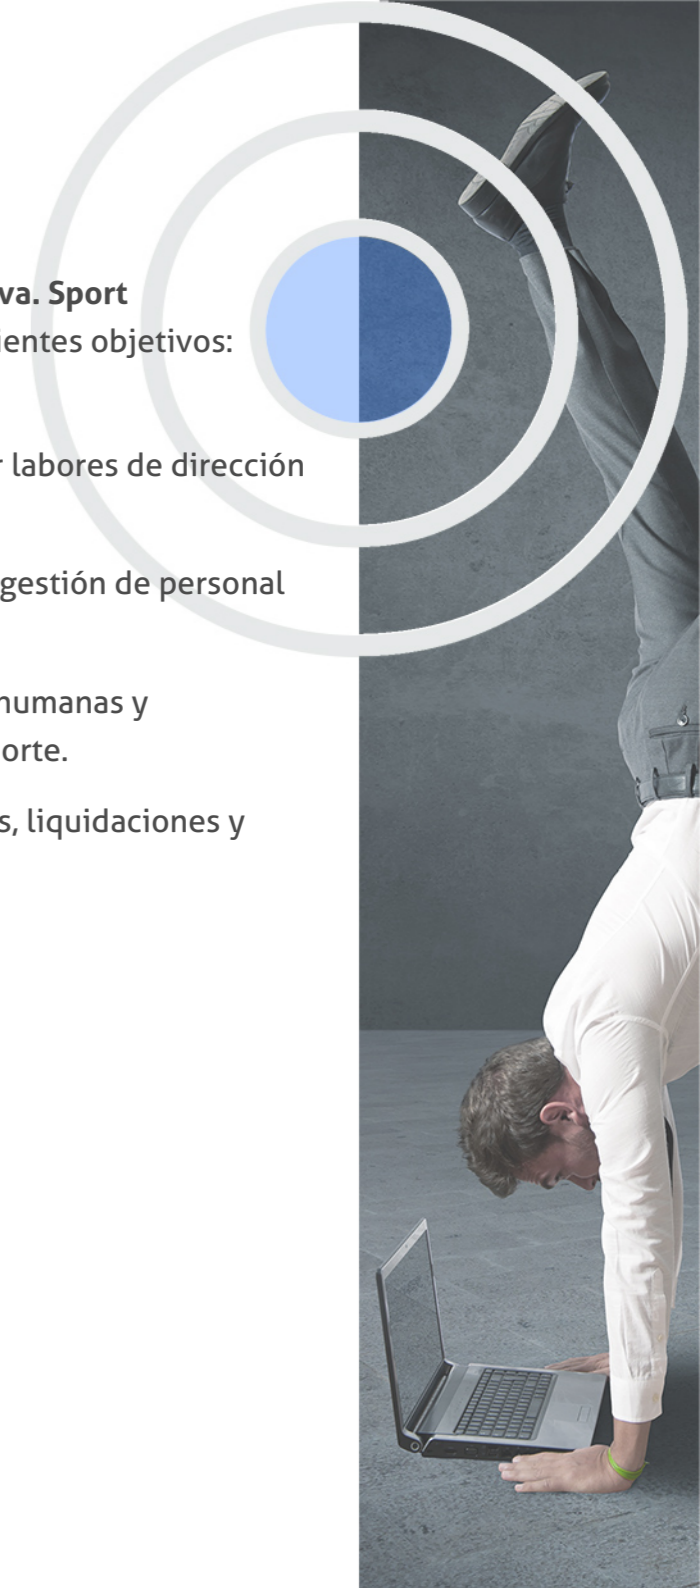 va. Sport
ientes objetivos:
r labores de dirección
gestión de personal
humanas y
orte.
s, liquidaciones y